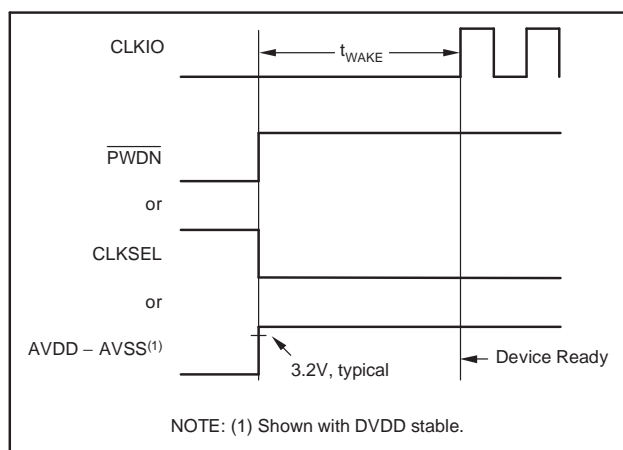 CLKIO
tWAKE
PWDN
or
CLKSEL
or
AVDD – AVSS(1)
3.2V, typical
Device Ready
NOTE: (1) Shown with DVDD stable.